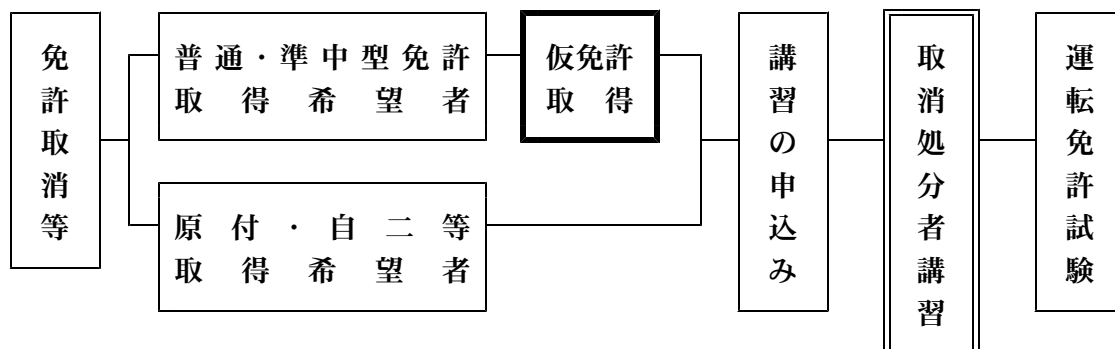 免許取消等
普通・準中型免許
取得希望者
仮免許
取得
原付・自二等
取得希望者
講習の申込み
取消処分者講習
運転免許試験